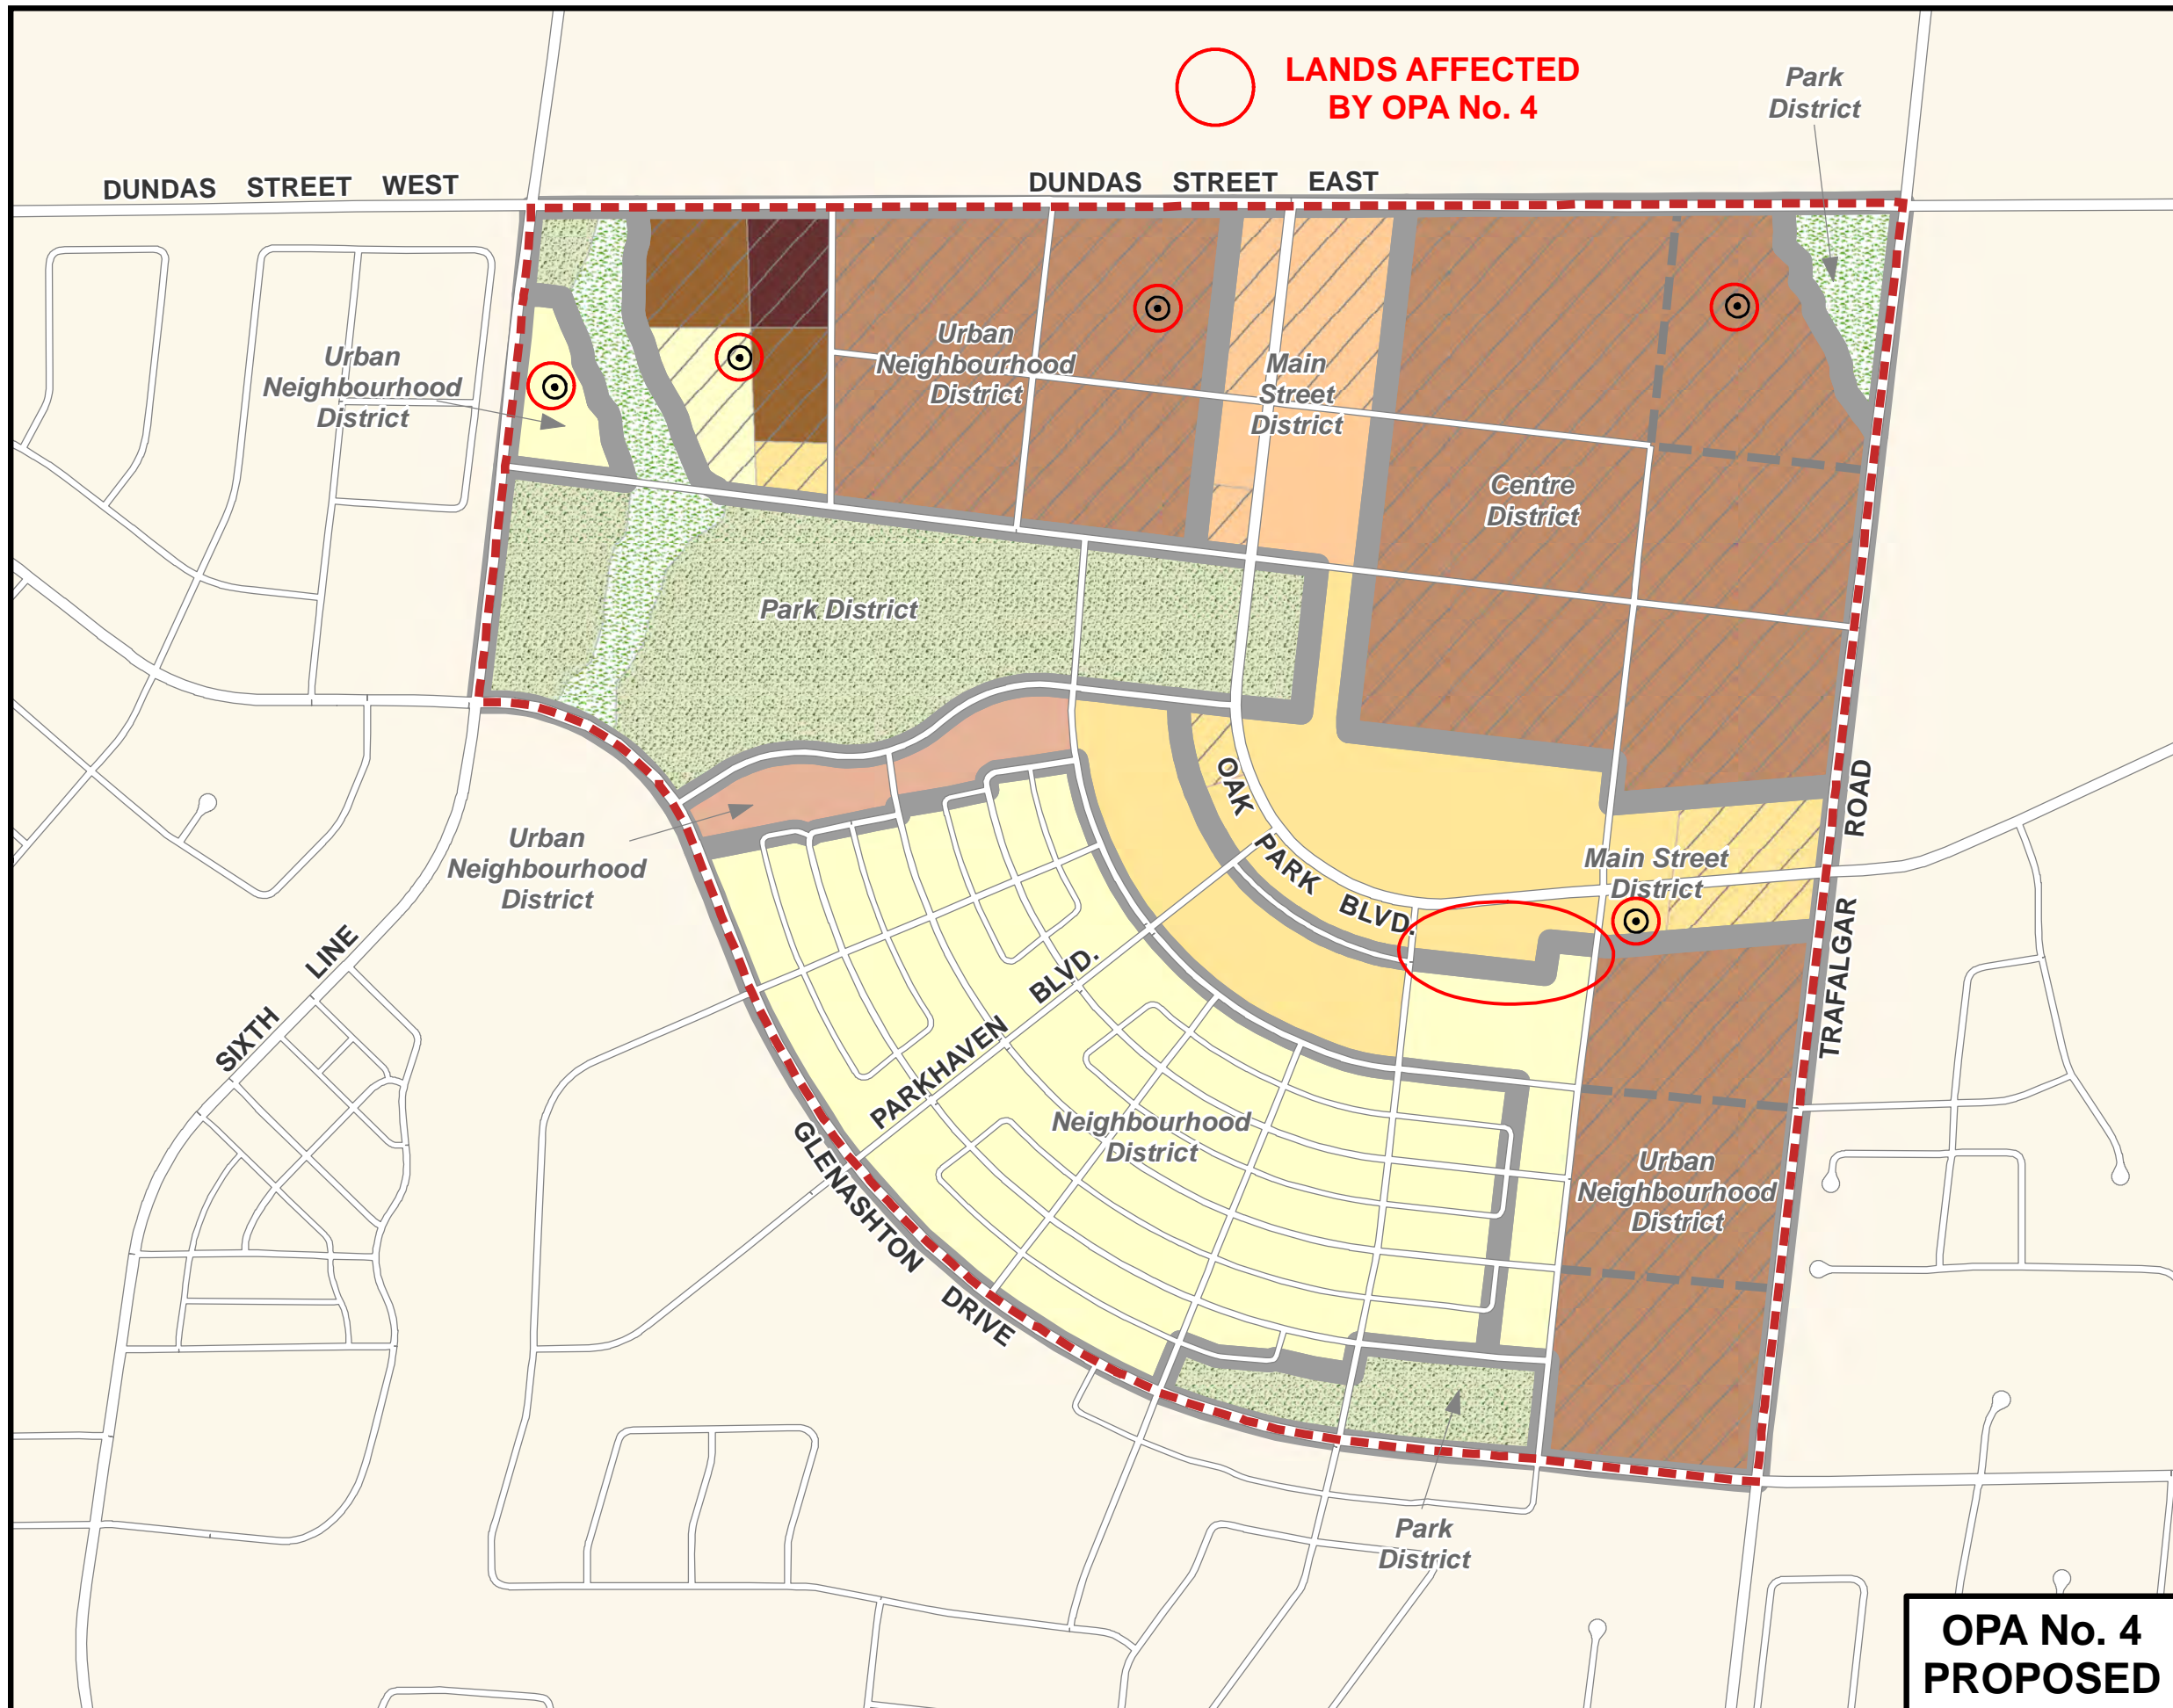 LANDS AFFECTED
BY OPA No. 4
Park
District
DUNDAS STREET WEST
DUNDAS STREET EAST
Urban
Neighbourhood
District
Urban
Neighbourhood
District
Main
Street
District
Centre
District
Park District
OAK PARK BLVD.
Urban
Neighbourhood
District
Main Street
District
TRAFALGAR ROAD
SIXTH LINE
PARKHAVEN BLVD.
Neighbourhood
District
GLENASHTON DRIVE
Urban
Neighbourhood
District
Park
District
OPA No. 4
PROPOSED